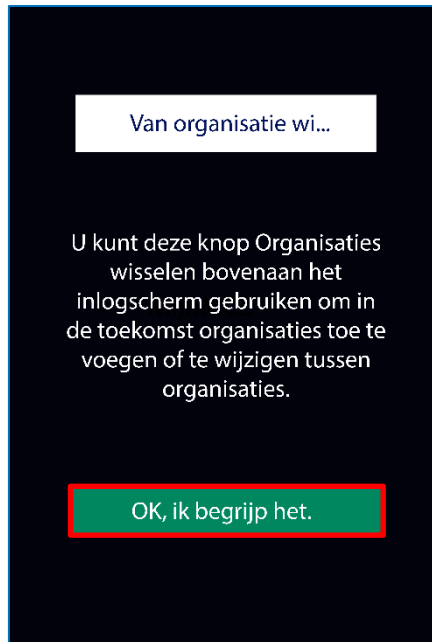 Van organisatie wi...
U kunt deze knop Organisaties
wisselen bovenaan het
inlogscherm gebruiken om in
de toekomst organisaties toe te
voegen of te wijzigen tussen
organisaties.
OK, ik begrijp het.